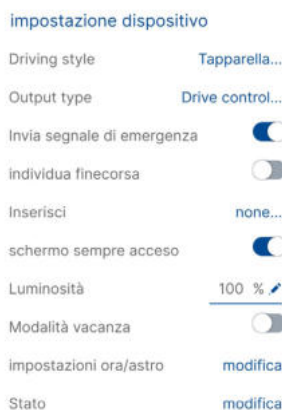 impostazione dispositivo
Driving style Tapparella...
Output type Drive control...
Invia segnale di emergenza
individua finecorsa
Inserisci none...
schermo sempre acceso
Luminosità 100 %
Modalità vacanza
impostazioni ora/astro modifica
Stato modifica